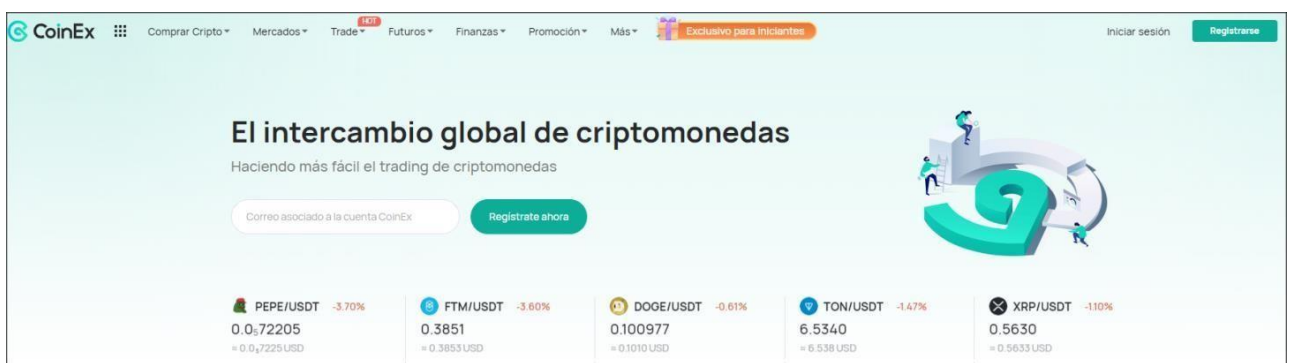 CoinEx Comprar Cripto Mercados Trade HOT Futuros Finanzas Promoción Más Exclusivo para Iniciantes Iniciar sesión Registrarse
El intercambio global de criptomonedas
Haciendo más fácil el trading de criptomonedas
Correo asociado a la cuenta CoinEx Regístrate ahora
PEPE/USDT -3.70% FTM/USDT -3.60% DOGE/USDT -0.61% TON/USDT -1.47% XRP/USDT -1.10%
0.0₅72205 0.3851 0.100977 6.5340 0.5630
≈ 0.0₅7225 USD ≈ 0.3853 USD ≈ 0.1010 USD ≈ 6.538 USD ≈ 0.5633 USD